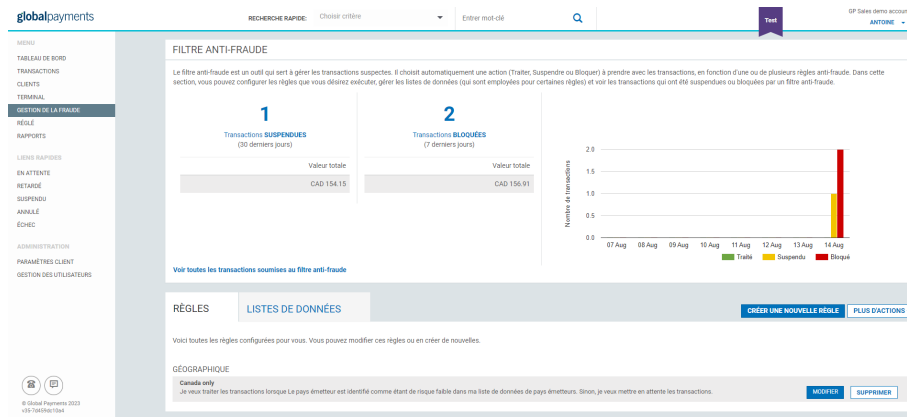 globalpayments
RECHERCHE RAPIDE:
Choisir critère
Entrer mot-clé
Test
GP Sales demo accoun
ANTOINE
MENU
TABLEAU DE BORD
TRANSACTIONS
CLIENTS
TERMINAL
GESTION DE LA FRAUDE
RÉGLÉ
RAPPORTS
LIENS RAPIDES
EN ATTENTE
RETARDÉ
SUSPENDU
ANNULÉ
ÉCHEC
ADMINISTRATION
PARAMÈTRES CLIENT
GESTION DES UTILISATEURS
© Global Payments 2023
v35-7d459dc10a4
FILTRE ANTI-FRAUDE
Le filtre anti-fraude est un outil qui sert à gérer les transactions suspectes. Il choisit automatiquement une action (Traiter, Suspendre ou Bloquer) à prendre avec les transactions, en fonction d'une ou de plusieurs règles anti-fraude. Dans cette
section, vous pouvez configurer les règles que vous désirez exécuter, gérer les listes de données (qui sont employées pour certaines règles) et voir les transactions qui ont été suspendues ou bloquées par un filtre anti-fraude.
1
Transactions SUSPENDUES
(30 derniers jours)
Valeur totale
CAD 154.15
2
Transactions BLOQUÉES
(7 derniers jours)
Valeur totale
CAD 156.91
Nombre de transactions
2.0
1.5
1.0
0.5
0.0
07 Aug 08 Aug 09 Aug 10 Aug 11 Aug 12 Aug 13 Aug 14 Aug
Traité Suspendu Bloqué
Voir toutes les transactions soumises au filtre anti-fraude
RÈGLES
LISTES DE DONNÉES
CRÉER UNE NOUVELLE RÈGLE
PLUS D'ACTIONS
Voici toutes les règles configurées pour vous. Vous pouvez modifier ces règles ou en créer de nouvelles.
GÉOGRAPHIQUE
Canada only
Je veux traiter les transactions lorsque Le pays émetteur est identifié comme étant de risque faible dans ma liste de données de pays émetteurs. Sinon, je veux mettre en attente les transactions.
MODIFIER
SUPPRIMER